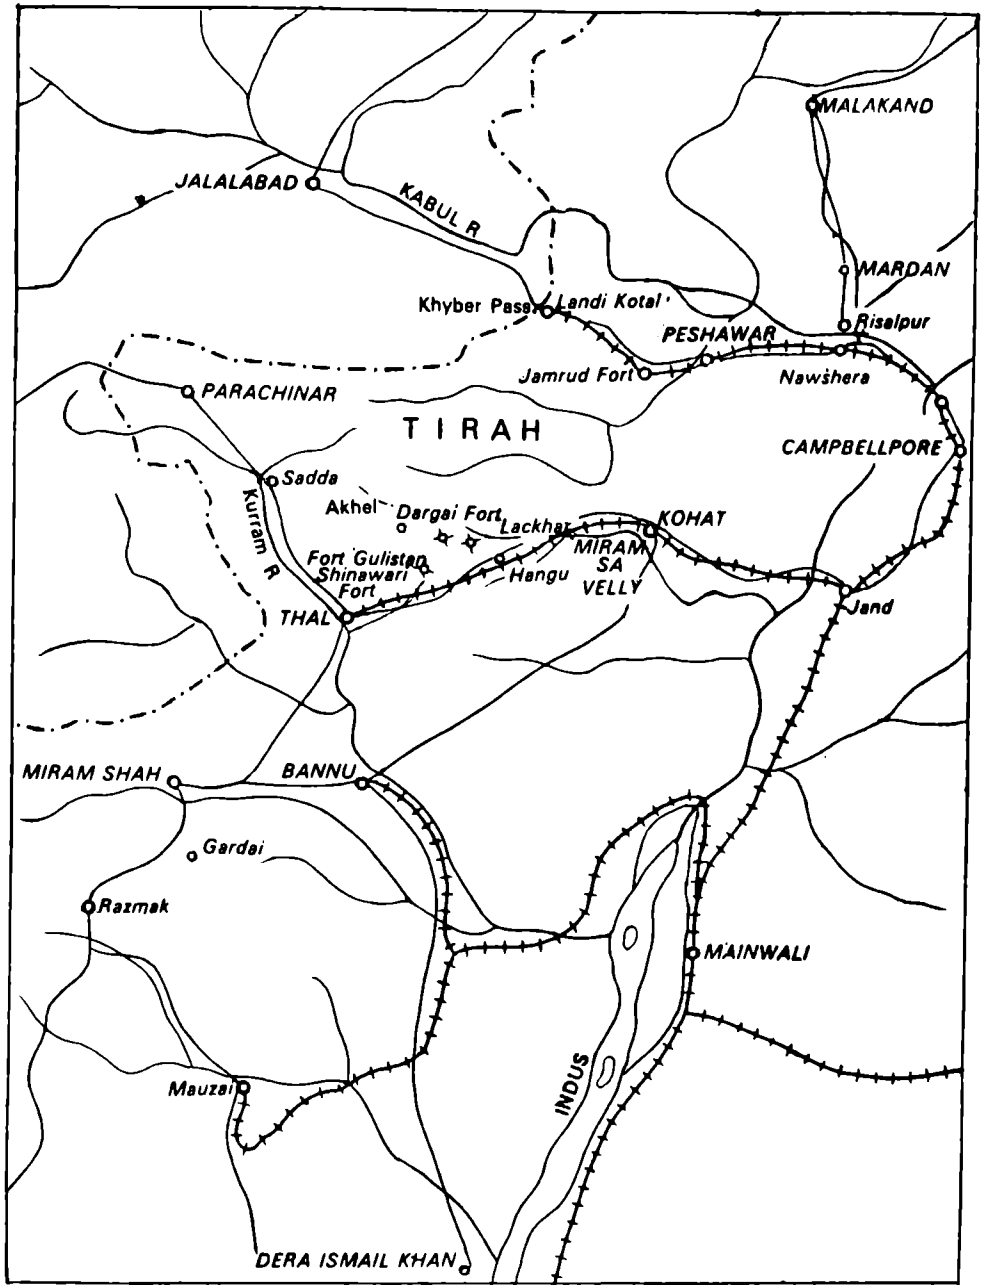 MALAKAND
JALALABAD
KABUL R
MARDAN
Khyber Pass
Landi Kotal
Risalpur
PESHAWAR
Jamrud Fort
Nawshera
PARACHINAR
TIRAH
CAMPBELLPORE
Sadda
Kurram R
Akhel
Dargai Fort
Lackhar
KOHAT
Fort Gulistan
Shinawari
Fort
Hangu
MIRAM
SA
VELLY
THAL
Jand
MIRAM SHAH
BANNU
Gardai
Razmak
MAINWALI
INDUS
Mauzai
DERA ISMAIL KHAN